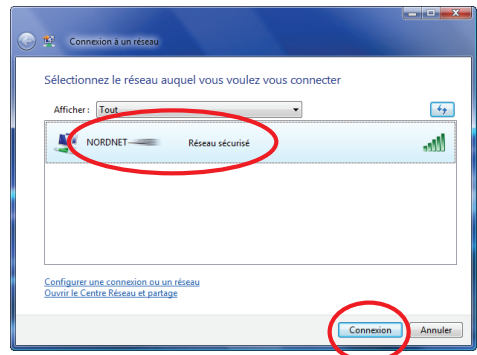 Connexion à un réseau
Sélectionnez le réseau auquel vous voulez vous connecter
Afficher : Tout
NORDNET Réseau sécurisé
Configurer une connexion ou un réseau
Ouvrir le Centre Réseau et partage
Connexion Annuler